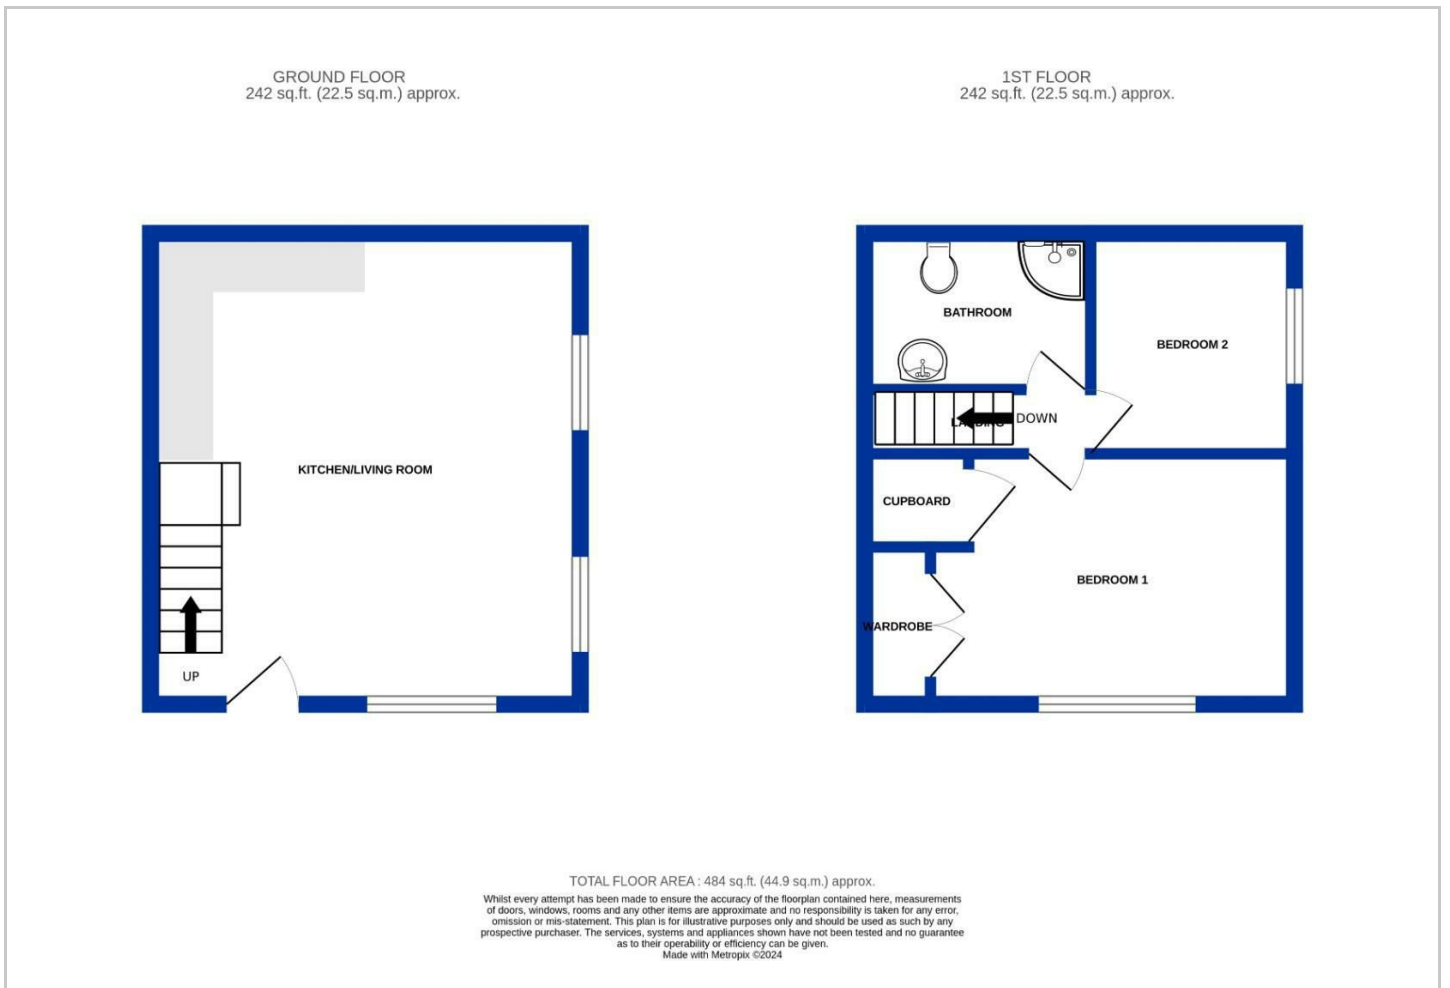 GROUND FLOOR
242 sq.ft. (22.5 sq.m.) approx.
1ST FLOOR
242 sq.ft. (22.5 sq.m.) approx.
KITCHEN/LIVING ROOM
UP
BATHROOM
BEDROOM 2
LANDING
DOWN
CUPBOARD
BEDROOM 1
WARDROBE
TOTAL FLOOR AREA : 484 sq.ft. (44.9 sq.m.) approx.
Whilst every attempt has been made to ensure the accuracy of the floorplan contained here, measurements
of doors, windows, rooms and any other items are approximate and no responsibility is taken for any error,
omission or mis-statement. This plan is for illustrative purposes only and should be used as such by any
prospective purchaser. The services, systems and appliances shown have not been tested and no guarantee
as to their operability or efficiency can be given.
Made with Metropix ©2024